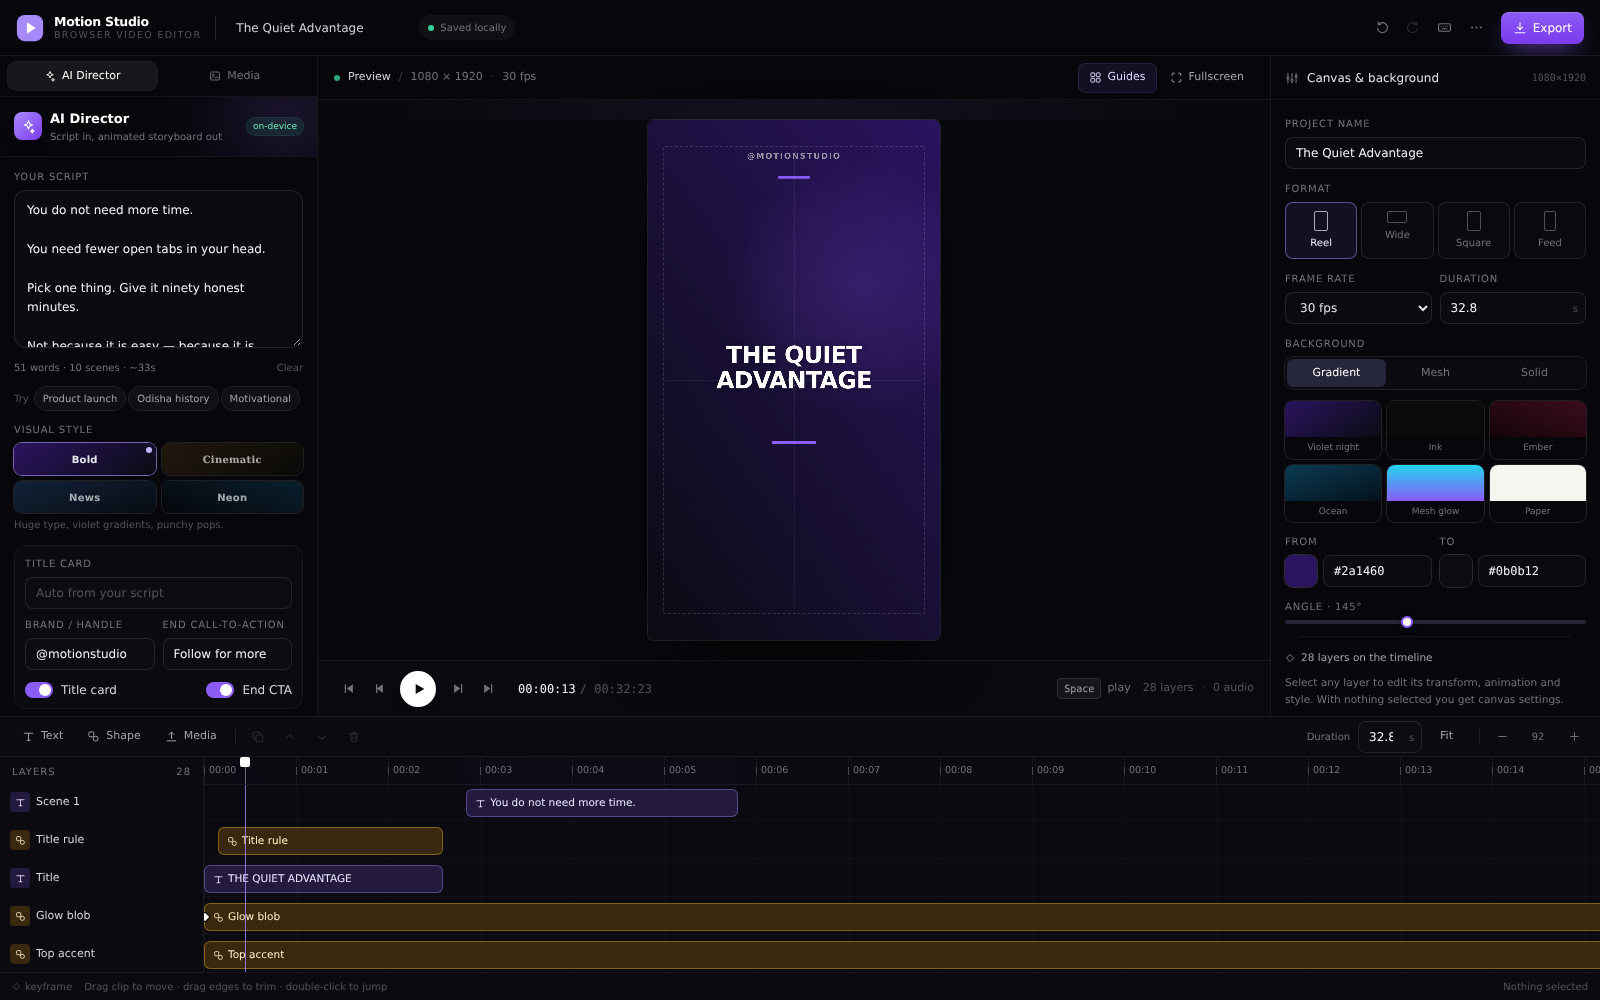 Motion Studio
BROWSER VIDEO EDITOR
The Quiet Advantage
Saved locally
Export
AI Director
Media
AI Director
Script in, animated storyboard out
on-device
YOUR SCRIPT
You do not need more time.
You need fewer open tabs in your head.
Pick one thing. Give it ninety honest
minutes.
Not because it is easy — because it is
51 words · 10 scenes · ~33s
Clear
Try
Product launch
Odisha history
Motivational
VISUAL STYLE
Bold
Cinematic
News
Neon
Huge type, violet gradients, punchy pops.
TITLE CARD
Auto from your script
BRAND / HANDLE
END CALL-TO-ACTION
@motionstudio
Follow for more
Title card
End CTA
Preview / 1080 × 1920 · 30 fps
Guides
Fullscreen
@MOTIONSTUDIO
THE QUIET
ADVANTAGE
00:00:13 / 00:32:23
Space play
28 layers · 0 audio
Canvas & background
1080×1920
PROJECT NAME
The Quiet Advantage
FORMAT
Reel
Wide
Square
Feed
FRAME RATE
DURATION
30 fps
32.8 s
BACKGROUND
Gradient
Mesh
Solid
Violet night
Ink
Ember
Ocean
Mesh glow
Paper
FROM
TO
#2a1460
#0b0b12
ANGLE · 145°
28 layers on the timeline
Select any layer to edit its transform, animation and
style. With nothing selected you get canvas settings.
Text
Shape
Media
Duration
32.8 s
Fit
92
LAYERS 28
00:00 00:01 00:02 00:03 00:04 00:05 00:06 00:07 00:08 00:09 00:10 00:11 00:12 00:13 00:14 00
Scene 1
You do not need more time.
Title rule
Title rule
Title
THE QUIET ADVANTAGE
Glow blob
Glow blob
Top accent
Top accent
keyframe
Drag clip to move · drag edges to trim · double-click to jump
Nothing selected